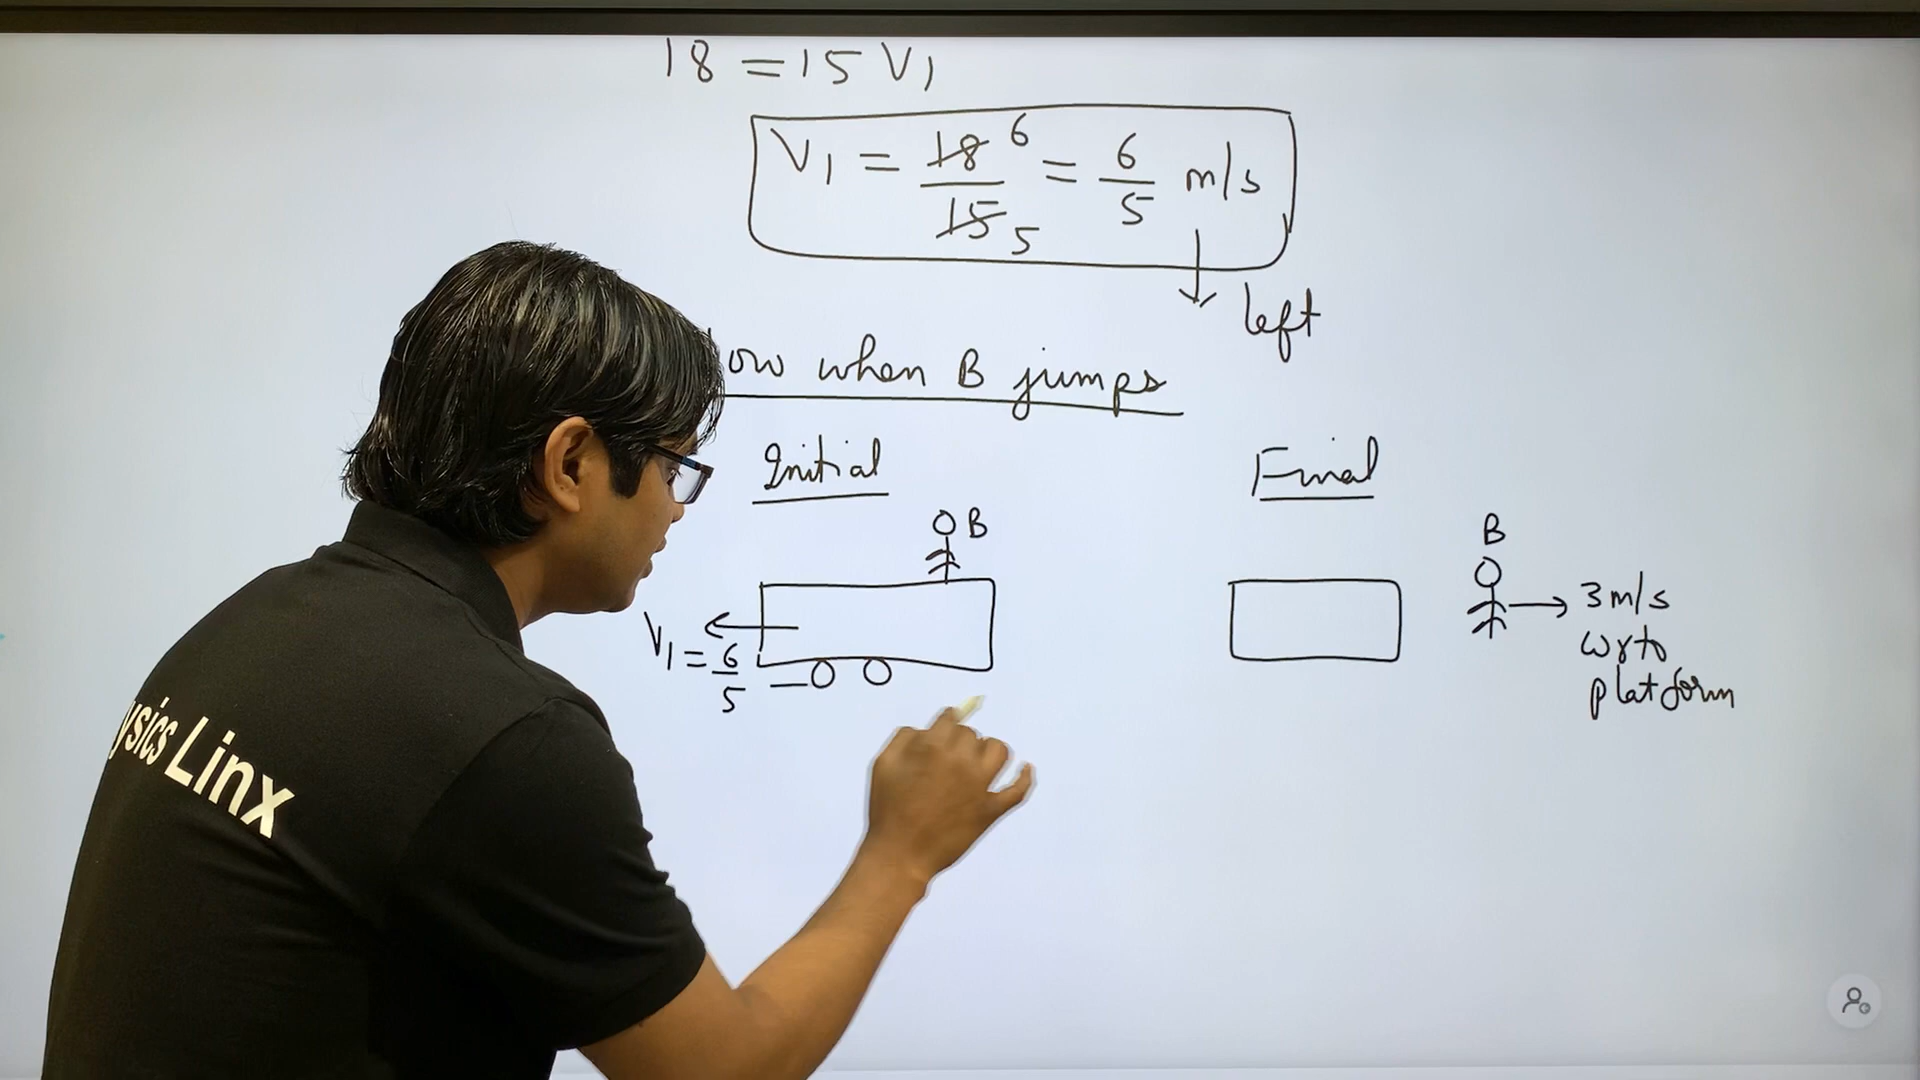 18 = 15 V1
V1 = 18/15 6 5 = 6/5 m/s
left
ow when B jumps
Initial
Final
B
B
V1 = 6/5
3 m/s
wrto
platform
ysics Linx